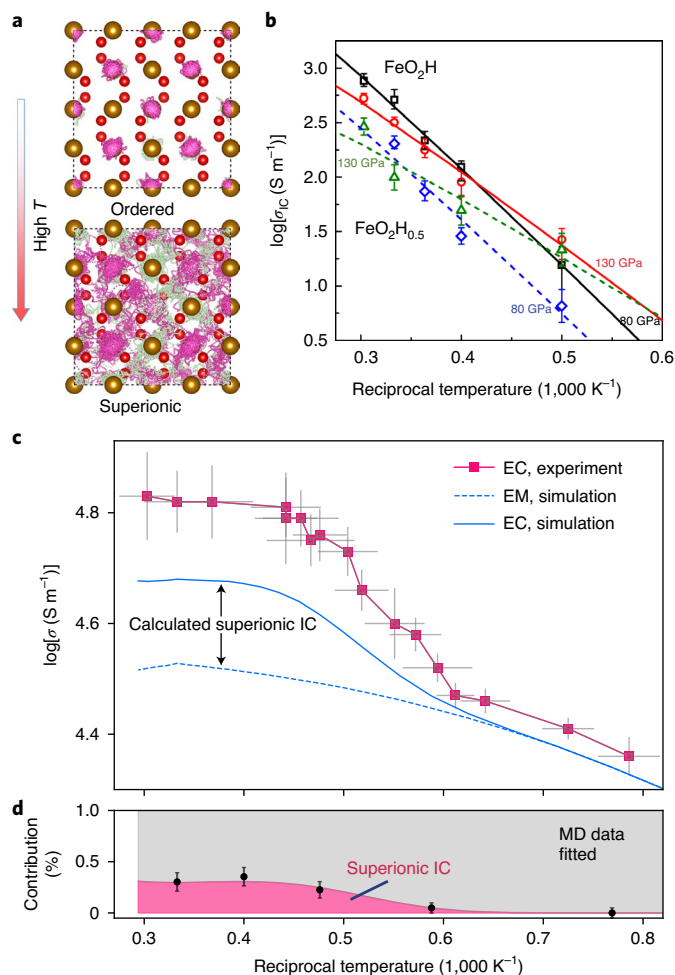 a
High T
Ordered
Superionic
b
log[σIC (S m⁻¹)]
3.0
2.5
2.0
1.5
1.0
0.5
FeO₂H
130 GPa
FeO₂H₀.₅
130 GPa
80 GPa
80 GPa
0.3 0.4 0.5 0.6
Reciprocal temperature (1,000 K⁻¹)
c
log[σ (S m⁻¹)]
4.8
4.6
4.4
EC, experiment
EM, simulation
EC, simulation
Calculated superionic IC
d
Contribution
(%)
1.0
0.5
0
MD data
fitted
Superionic IC
0.3 0.4 0.5 0.6 0.7 0.8
Reciprocal temperature (1,000 K⁻¹)